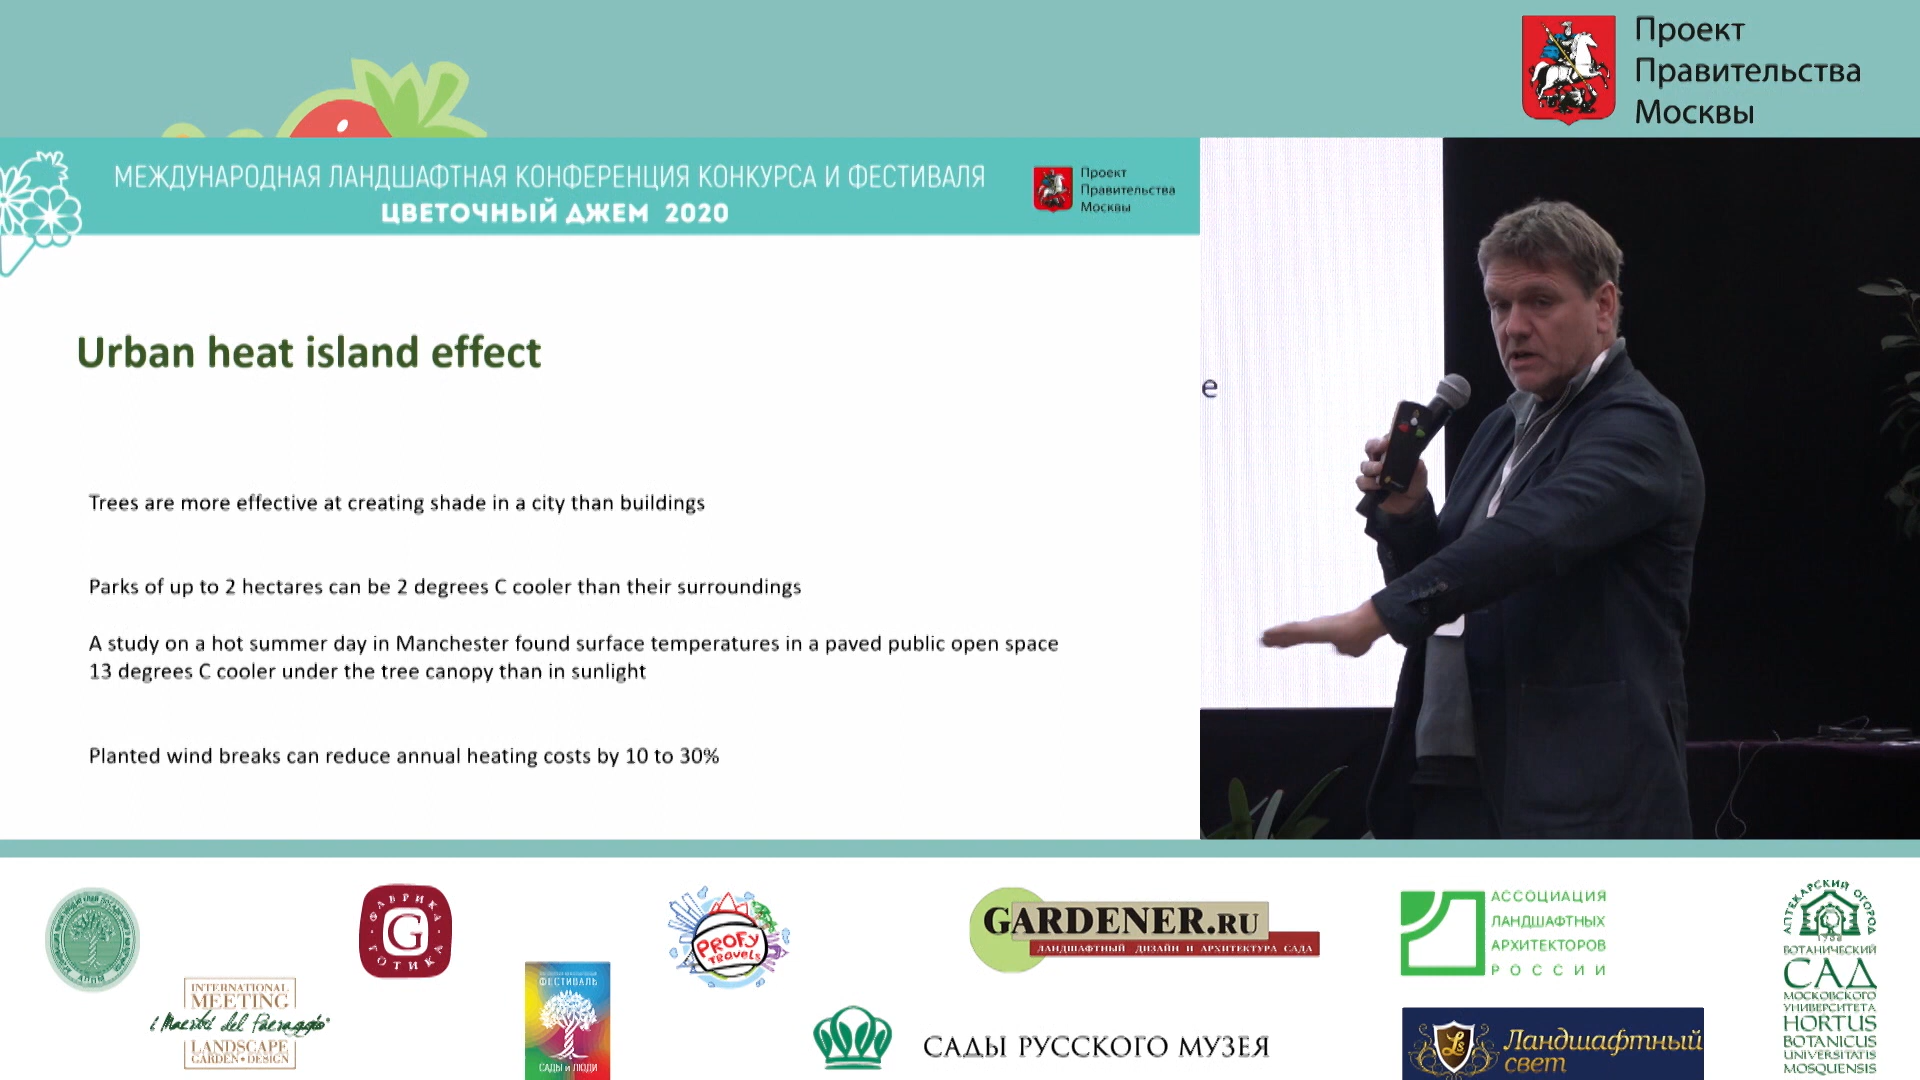 Проект
Правительства
Москвы
МЕЖДУНАРОДНАЯ ЛАНДШАФТНАЯ КОНФЕРЕНЦИЯ КОНКУРСА И ФЕСТИВАЛЯ
ЦВЕТОЧНЫЙ ДЖЕМ 2020
Проект
Правительства
Москвы
Urban heat island effect
e
Trees are more effective at creating shade in a city than buildings
Parks of up to 2 hectares can be 2 degrees C cooler than their surroundings
A study on a hot summer day in Manchester found surface temperatures in a paved public open space
13 degrees C cooler under the tree canopy than in sunlight
Planted wind breaks can reduce annual heating costs by 10 to 30%
ФАБРИКА
G
ГОТИКА
PROFY
TRAVELS
GARDENER.RU
ЛАНДШАФТНЫЙ ДИЗАЙН И АРХИТЕКТУРА САДА
АССОЦИАЦИЯ
ЛАНДШАФТНЫХ
АРХИТЕКТОРОВ
РОССИИ
АПТЕКАРСКИЙ ОГОРОД
1706
БОТАНИЧЕСКИЙ
САД
МОСКОВСКОГО
УНИВЕРСИТЕТА
HORTUS
BOTANICUS
UNIVERSITATIS
MOSQUENSIS
INTERNATIONAL
MEETING
i Maestri del Paesaggio
LANDSCAPE
GARDEN DESIGN
ФЕСТИВАЛЬ
САДЫ и ЛЮДИ
САДЫ РУССКОГО МУЗЕЯ
LS
Ландшафтный
свет